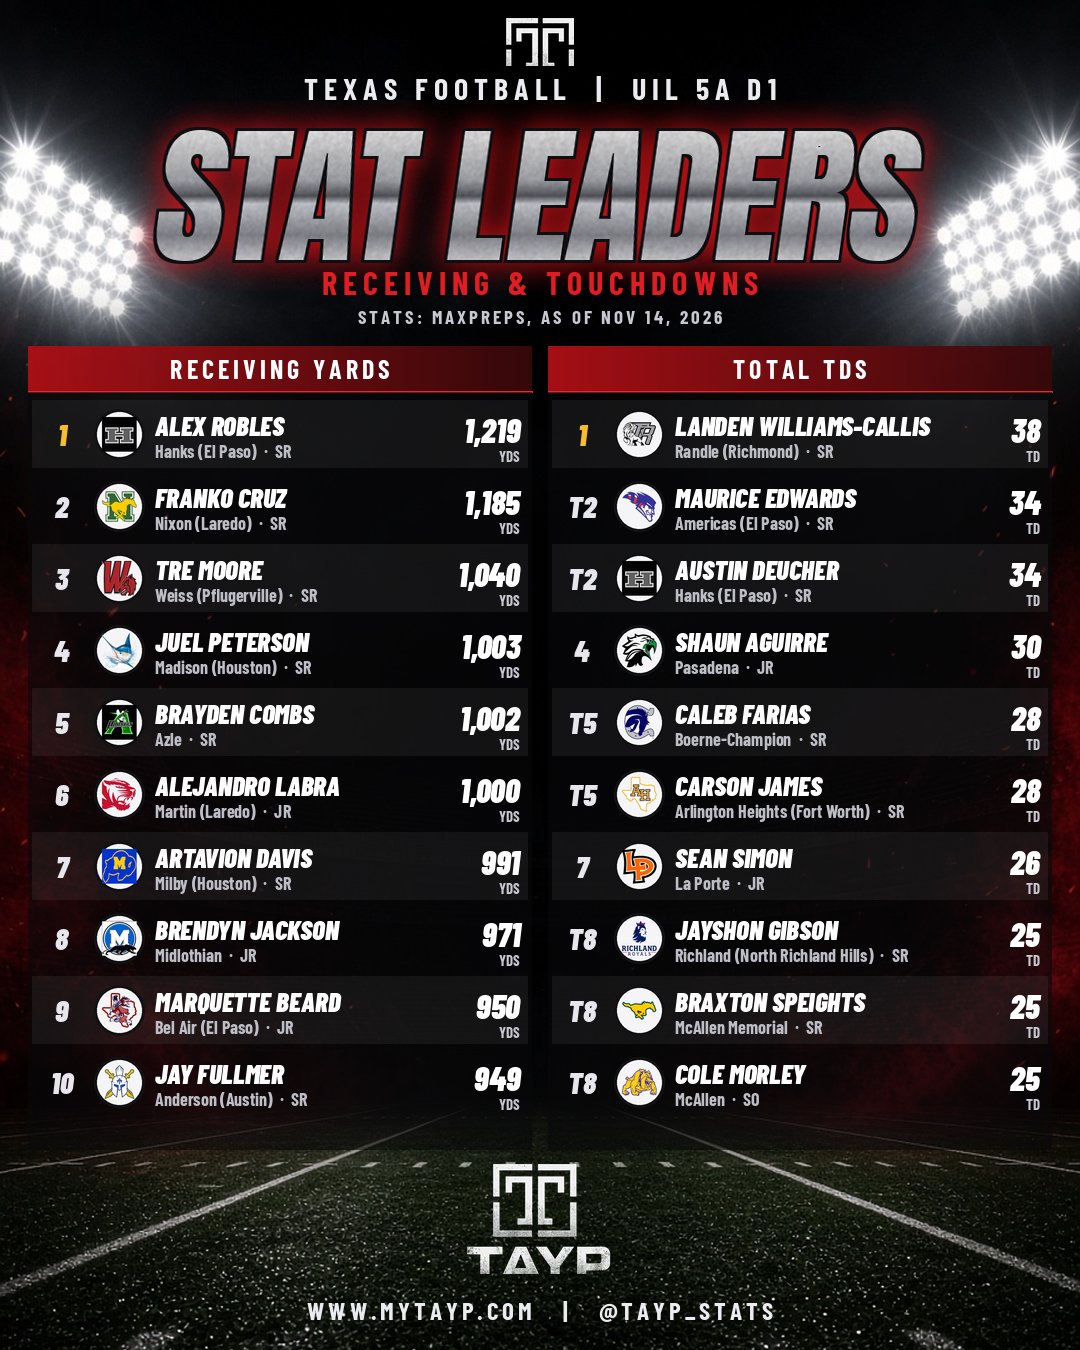 TEXAS FOOTBALL | UIL 5A D1
STAT LEADERS
RECEIVING & TOUCHDOWNS
STATS: MAXPREPS, AS OF NOV 14, 2026
RECEIVING YARDS
1 ALEX ROBLES 1,219
Hanks (El Paso) · SR YDS
2 FRANKO CRUZ 1,185
Nixon (Laredo) · SR YDS
3 TRE MOORE 1,040
Weiss (Pflugerville) · SR YDS
4 JUEL PETERSON 1,003
Madison (Houston) · SR YDS
5 BRAYDEN COMBS 1,002
Azle · SR YDS
6 ALEJANDRO LABRA 1,000
Martin (Laredo) · JR YDS
7 ARTAVION DAVIS 991
Milby (Houston) · SR YDS
8 BRENDYN JACKSON 971
Midlothian · JR YDS
9 MARQUETTE BEARD 950
Bel Air (El Paso) · JR YDS
10 JAY FULLMER 949
Anderson (Austin) · SR YDS
TOTAL TDS
1 LANDEN WILLIAMS-CALLIS 38
Randle (Richmond) · SR TD
T2 MAURICE EDWARDS 34
Americas (El Paso) · SR TD
T2 AUSTIN DEUCHER 34
Hanks (El Paso) · SR TD
4 SHAUN AGUIRRE 30
Pasadena · JR TD
T5 CALEB FARIAS 28
Boerne-Champion · SR TD
T5 CARSON JAMES 28
Arlington Heights (Fort Worth) · SR TD
7 SEAN SIMON 26
La Porte · JR TD
T8 JAYSHON GIBSON 25
Richland (North Richland Hills) · SR TD
RICHLAND
ROYALS
T8 BRAXTON SPEIGHTS 25
McAllen Memorial · SR TD
T8 COLE MORLEY 25
McAllen · SO TD
TAYP
WWW.MYTAYP.COM | @TAYP_STATS